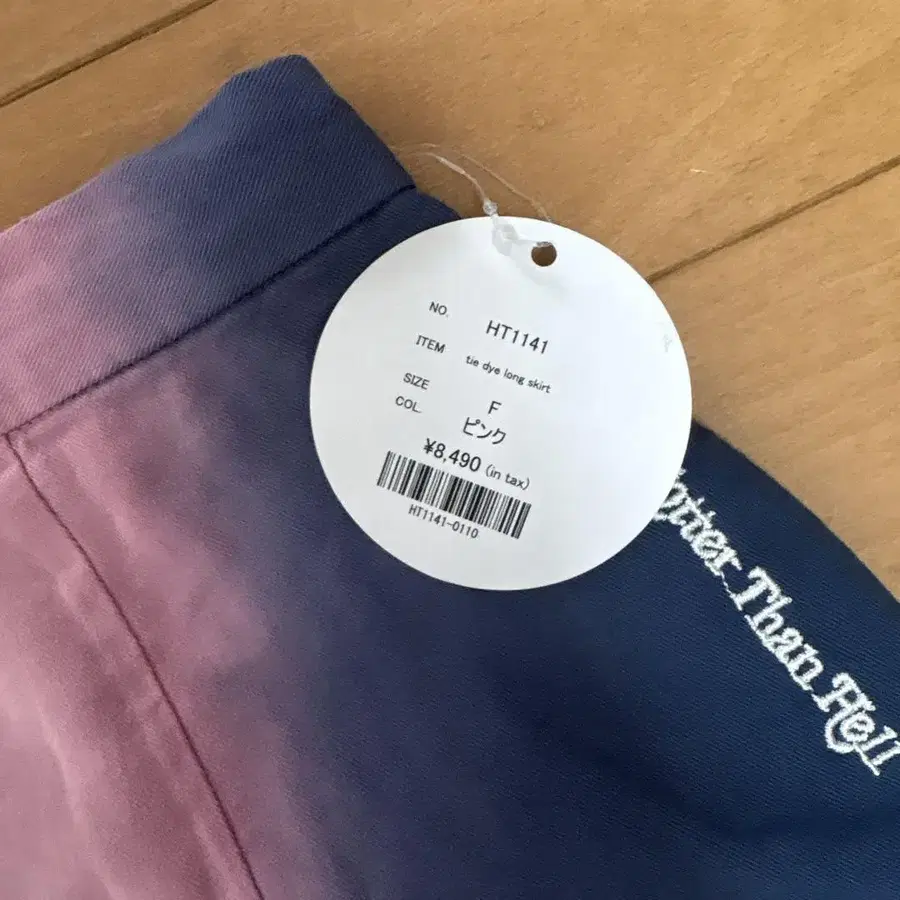 NO. HT1141
ITEM tie dye long skirt
SIZE F
COL. ピンク
¥8,490 (in tax)
HT1141-0110
Than Hell